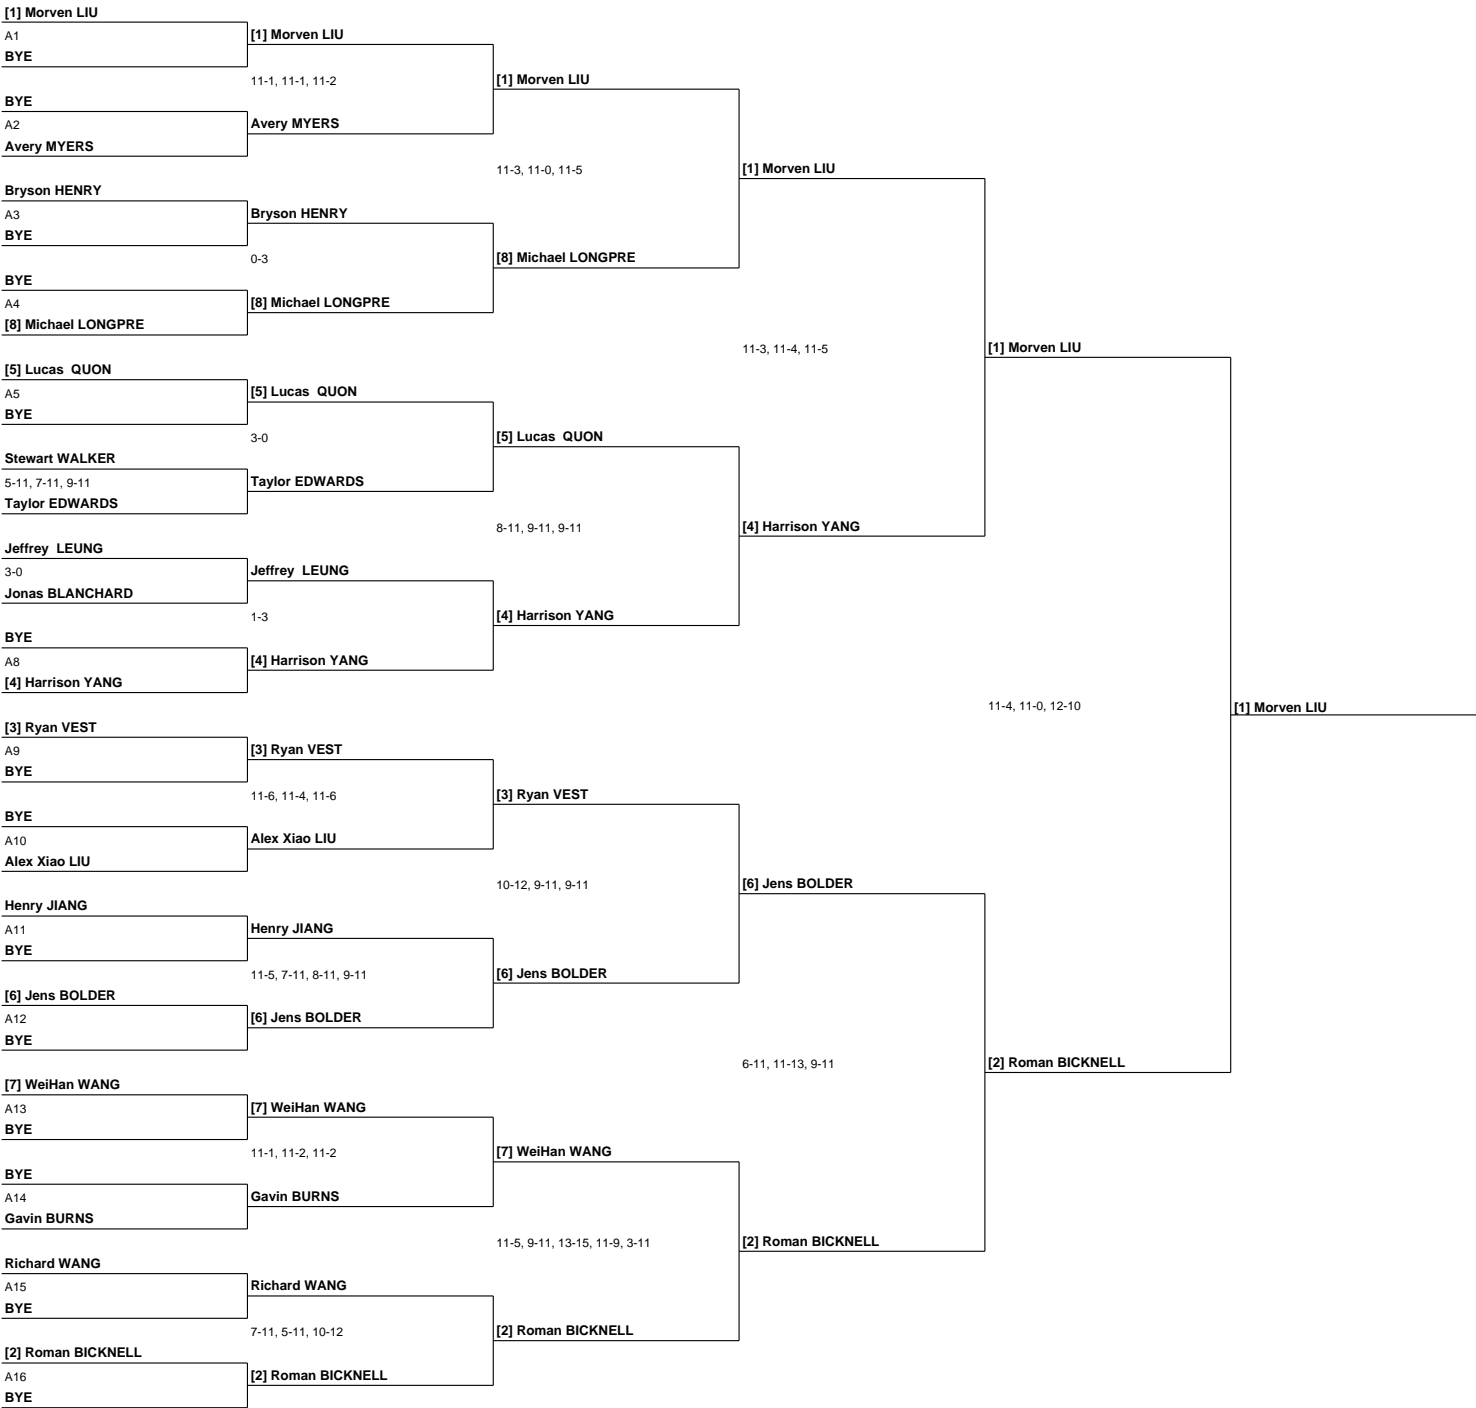 [1] Morven LIU
A1
BYE
BYE
A2
Avery MYERS
Bryson HENRY
A3
BYE
BYE
A4
[8] Michael LONGPRE
[5] Lucas  QUON
A5
BYE
Stewart WALKER
5-11, 7-11, 9-11
Taylor EDWARDS
Jeffrey  LEUNG
3-0
Jonas BLANCHARD
BYE
A8
[4] Harrison YANG
[3] Ryan VEST
A9
BYE
BYE
A10
Alex Xiao LIU
Henry JIANG
A11
BYE
[6] Jens BOLDER
A12
BYE
[7] WeiHan WANG
A13
BYE
BYE
A14
Gavin BURNS
Richard WANG
A15
BYE
[2] Roman BICKNELL
A16
BYE
[1] Morven LIU
11-1, 11-1, 11-2
Avery MYERS
Bryson HENRY
0-3
[8] Michael LONGPRE
[5] Lucas  QUON
3-0
Taylor EDWARDS
Jeffrey  LEUNG
1-3
[4] Harrison YANG
[3] Ryan VEST
11-6, 11-4, 11-6
Alex Xiao LIU
Henry JIANG
11-5, 7-11, 8-11, 9-11
[6] Jens BOLDER
[7] WeiHan WANG
11-1, 11-2, 11-2
Gavin BURNS
Richard WANG
7-11, 5-11, 10-12
[2] Roman BICKNELL
[1] Morven LIU
11-3, 11-0, 11-5
[8] Michael LONGPRE
[5] Lucas  QUON
8-11, 9-11, 9-11
[4] Harrison YANG
[3] Ryan VEST
10-12, 9-11, 9-11
[6] Jens BOLDER
[7] WeiHan WANG
11-5, 9-11, 13-15, 11-9, 3-11
[2] Roman BICKNELL
[1] Morven LIU
11-3, 11-4, 11-5
[4] Harrison YANG
[6] Jens BOLDER
6-11, 11-13, 9-11
[2] Roman BICKNELL
[1] Morven LIU
11-4, 11-0, 12-10
[2] Roman BICKNELL
[1] Morven LIU